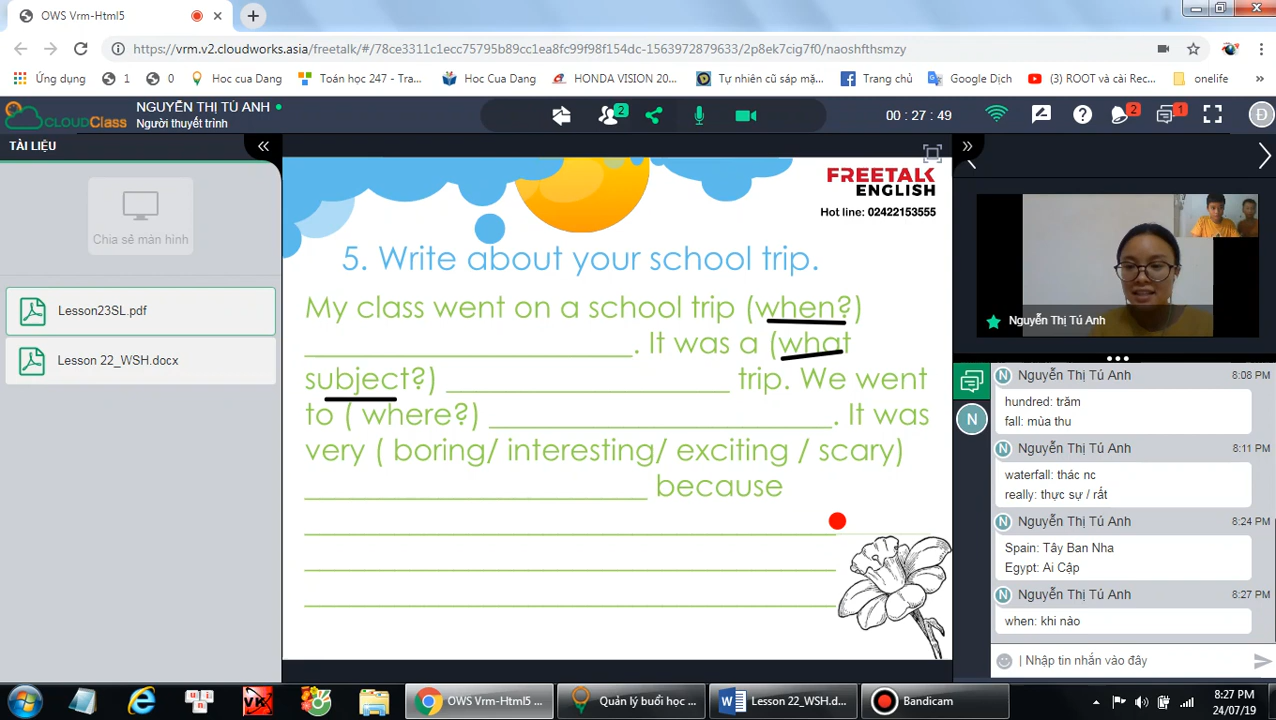 OWS Vrm-Html5
https://vrm.v2.cloudworks.asia/freetalk/#/78ce3311c1ecc75795b89cc1ea8fc99f98f154dc-1563972879633/2p8ek7cig7f0/naoshfthsmzy
Ứng dụng
1
0
Hoc cua Dang
Toán học 247 - Tra...
Học Cua Dang
HONDA VISION 20...
Tự nhiên cũ sáp mặ...
Trang chủ
Google Dịch
(3) ROOT và cài Rec...
onelife
»
CLOUDClass
NGUYỄN THỊ TÚ ANH
Người thuyết trình
2
00 : 27 : 49
2
1
Đ
TÀI LIỆU
Chia sẻ màn hình
Lesson23SL.pdf
Lesson 22_WSH.docx
FREETALK
ENGLISH
Hot line: 02422153555
5. Write about your school trip.
My class went on a school trip (when?)
____________________. It was a (what
subject?) ____________________ trip. We went
to ( where?) ____________________. It was
very ( boring/ interesting/ exciting / scary)
____________________ because
Nguyễn Thị Tú Anh
N Nguyễn Thị Tú Anh 8:08 PM
hundred: trăm
fall: mùa thu
N
N Nguyễn Thị Tú Anh 8:11 PM
waterfall: thác nc
really: thực sự / rất
N Nguyễn Thị Tú Anh 8:24 PM
Spain: Tây Ban Nha
Egypt: Ai Cập
N Nguyễn Thị Tú Anh 8:27 PM
when: khi nào
Nhập tin nhắn vào đây
OWS Vrm-Html5 ...
Quản lý buổi học ...
Lesson 22_WSH.d...
Bandicam
8:27 PM
24/07/19